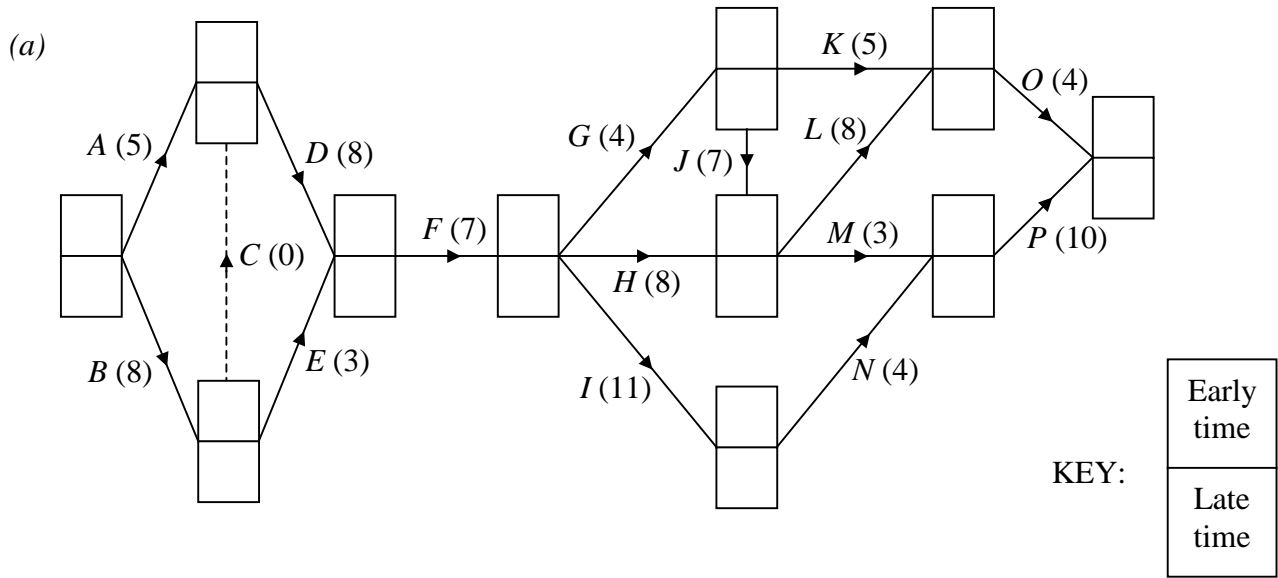 (a)
K (5)
O (4)
G (4)
L (8)
A (5)
D (8)
J (7)
F (7)
M (3)
P (10)
C (0)
H (8)
B (8)
E (3)
I (11)
N (4)
KEY:
Early
time
Late
time